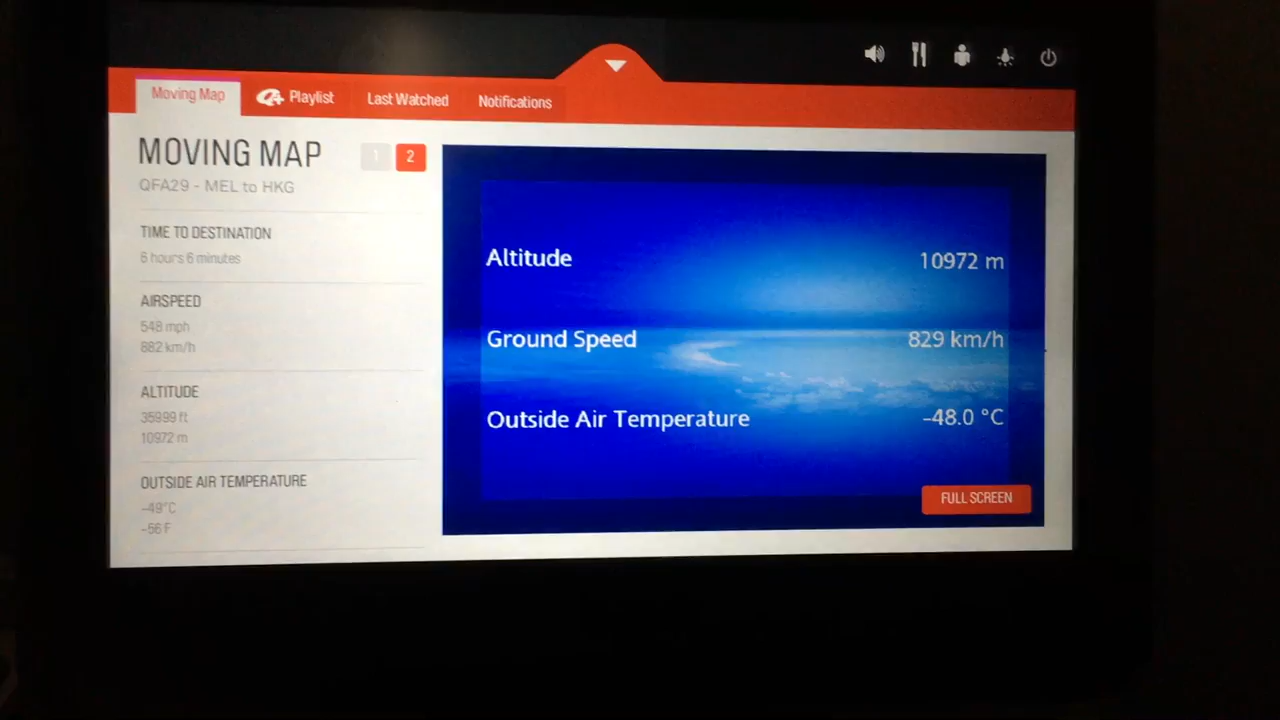 Moving Map
Playlist
Last Watched
Notifications
MOVING MAP
1
2
QFA29 - MEL to HKG
TIME TO DESTINATION
6 hours 6 minutes
AIRSPEED
548 mph
882 km/h
ALTITUDE
35999 ft
10972 m
OUTSIDE AIR TEMPERATURE
-49°C
-56 F
Altitude 10972 m
Ground Speed 829 km/h
Outside Air Temperature -48.0 °C
FULL SCREEN